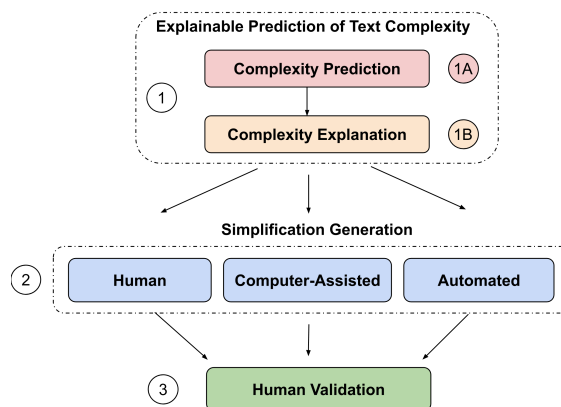 Explainable Prediction of Text Complexity
Complexity Prediction
1A
1
Complexity Explanation
1B
Simplification Generation
2
Human
Computer-Assisted
Automated
3
Human Validation